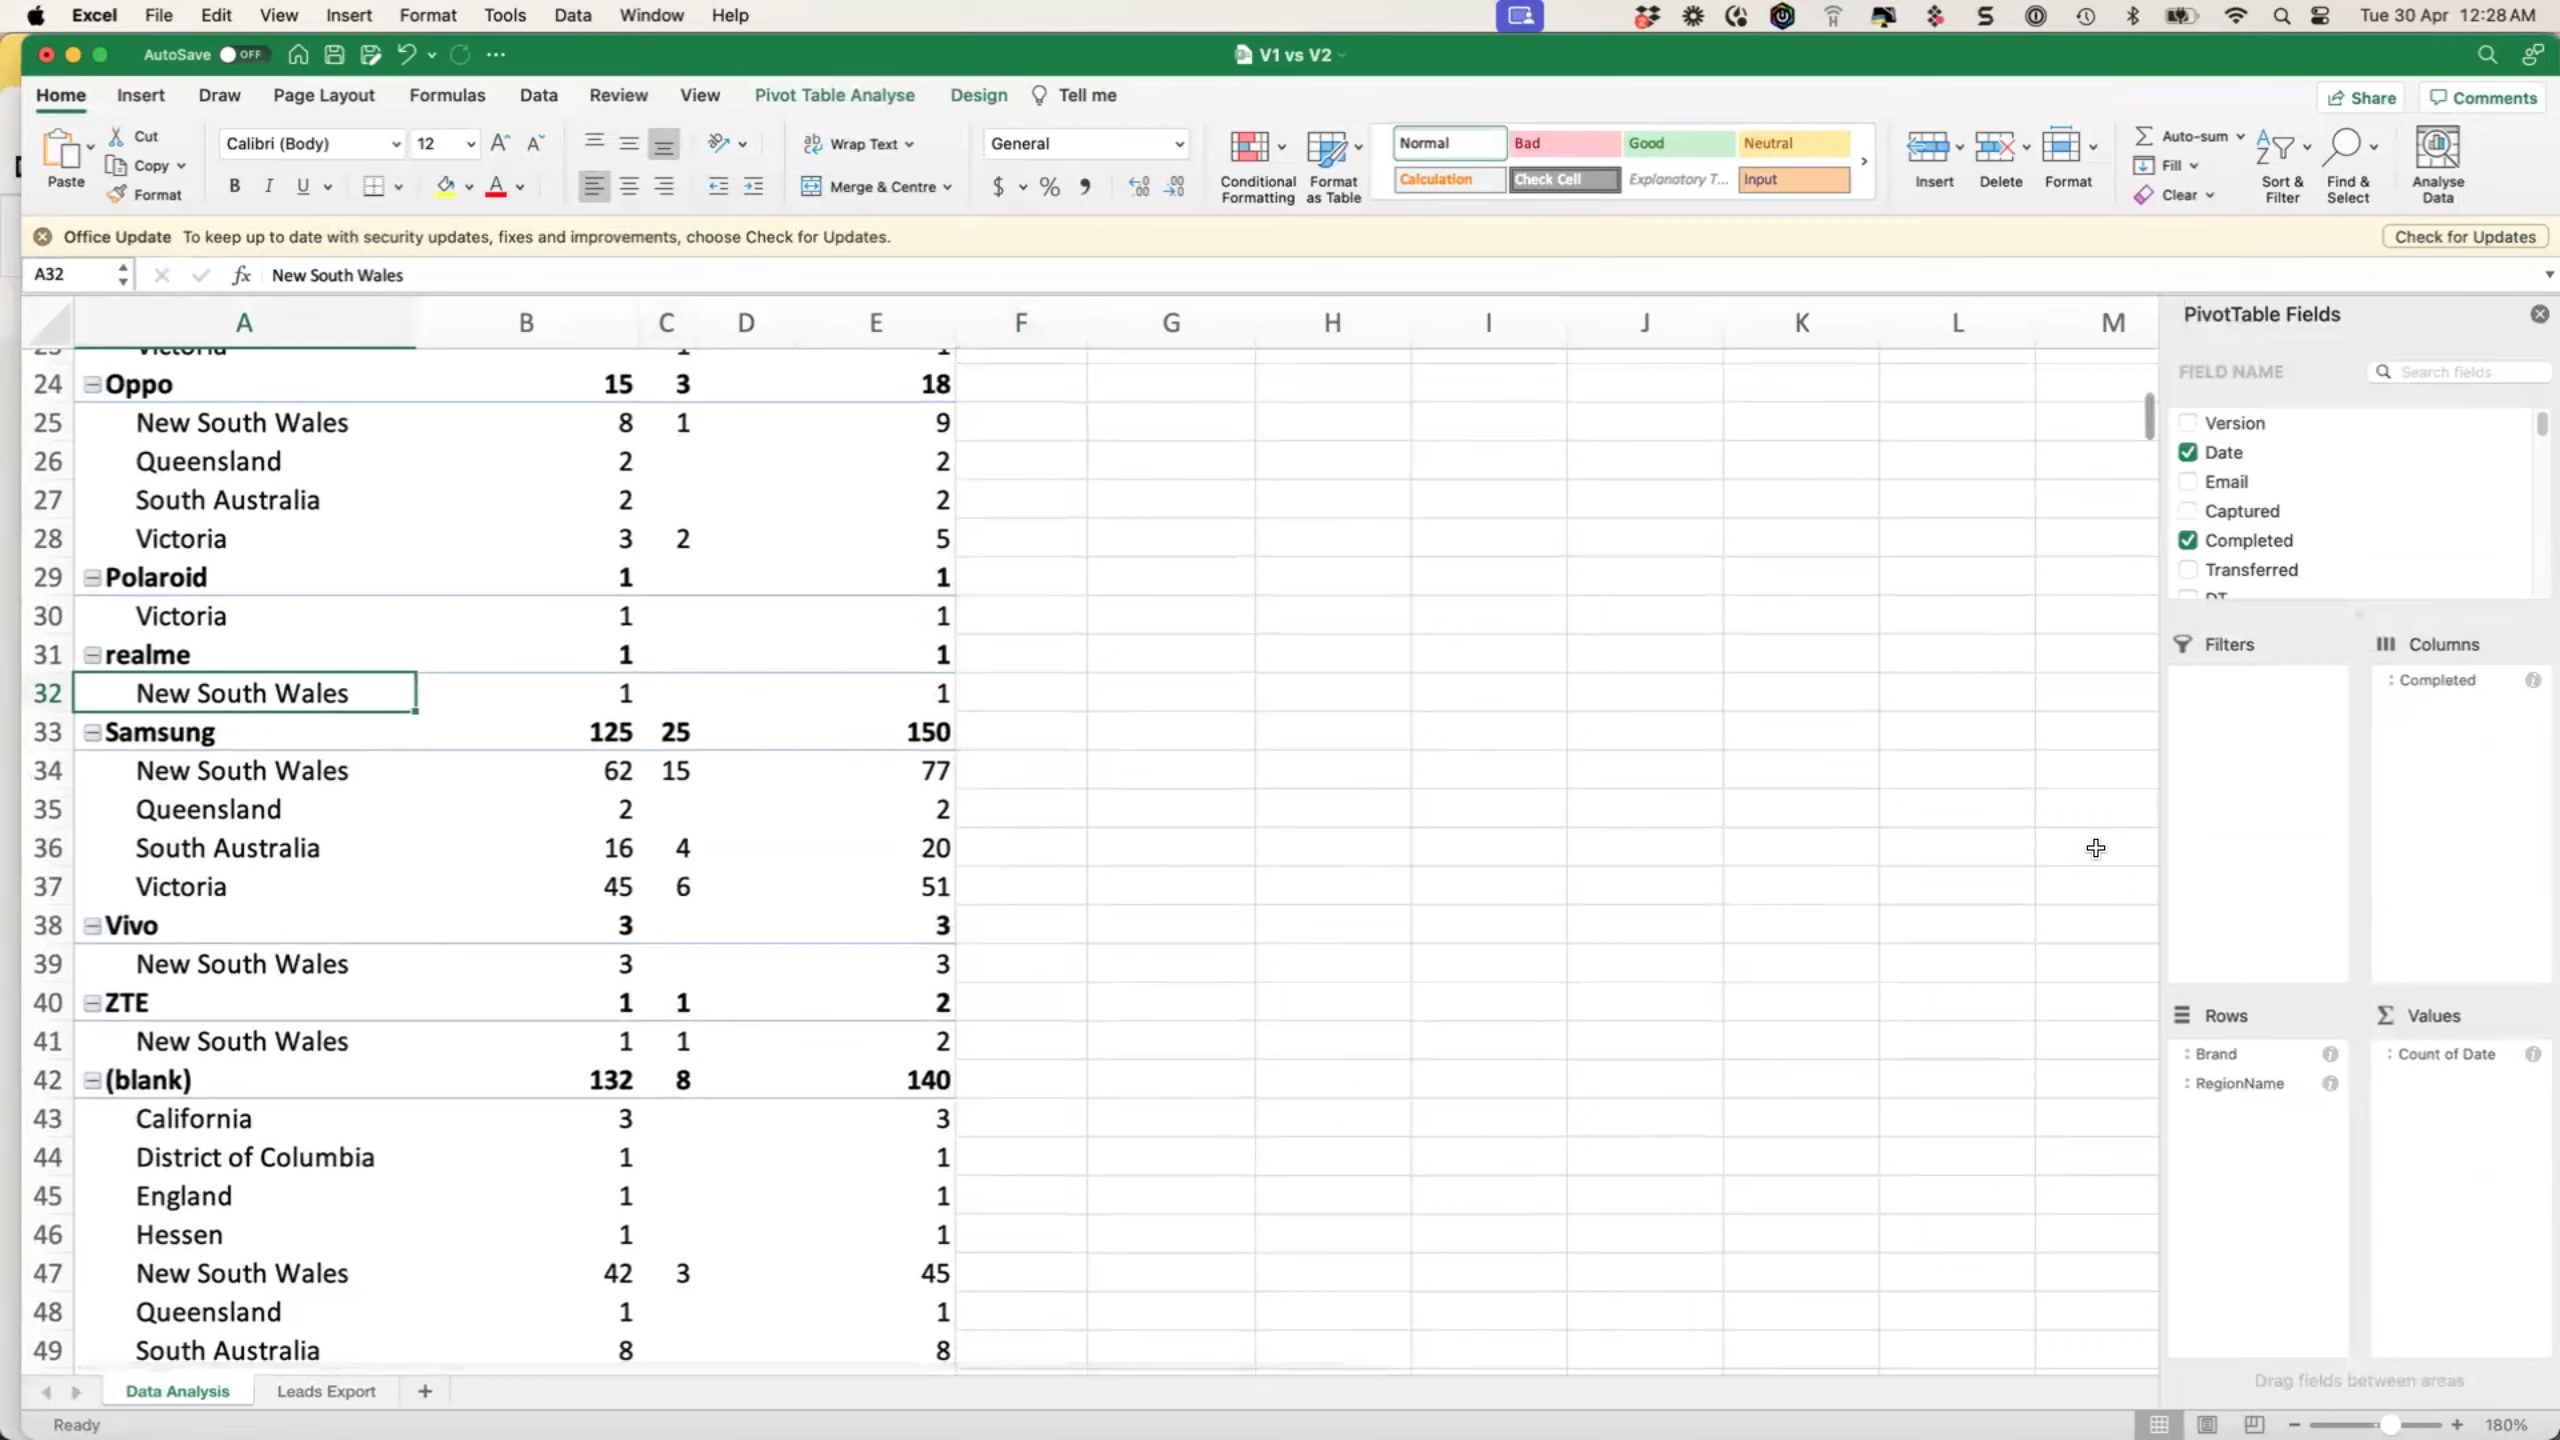 Excel File Edit View Insert Format Tools Data Window Help Tue 30 Apr 12:28 AM
AutoSave OFF V1 vs V2
Home Insert Draw Page Layout Formulas Data Review View Pivot Table Analyse Design Tell me Share Comments
Paste Cut Copy Format
Calibri (Body) 12
Wrap Text
Merge & Centre
General
Conditional Formatting
Format as Table
Normal Bad Good Neutral
Calculation Check Cell Explanatory T... Input
Insert Delete Format
Auto-sum
Fill
Clear
Sort & Filter
Find & Select
Analyse Data
Office Update To keep up to date with security updates, fixes and improvements, choose Check for Updates. Check for Updates
A32 fx New South Wales
A B C D E F G H I J K L M
23 Victoria 1 1
24 Oppo 15 3 18
25 New South Wales 8 1 9
26 Queensland 2 2
27 South Australia 2 2
28 Victoria 3 2 5
29 Polaroid 1 1
30 Victoria 1 1
31 realme 1 1
32 New South Wales 1 1
33 Samsung 125 25 150
34 New South Wales 62 15 77
35 Queensland 2 2
36 South Australia 16 4 20
37 Victoria 45 6 51
38 Vivo 3 3
39 New South Wales 3 3
40 ZTE 1 1 2
41 New South Wales 1 1 2
42 (blank) 132 8 140
43 California 3 3
44 District of Columbia 1 1
45 England 1 1
46 Hessen 1 1
47 New South Wales 42 3 45
48 Queensland 1 1
49 South Australia 8 8
PivotTable Fields
FIELD NAME Search fields
Version
Date
Email
Captured
Completed
Transferred
Filters Columns
Completed
Rows Values
Brand Count of Date
RegionName
Drag fields between areas
Data Analysis Leads Export +
Ready 180%